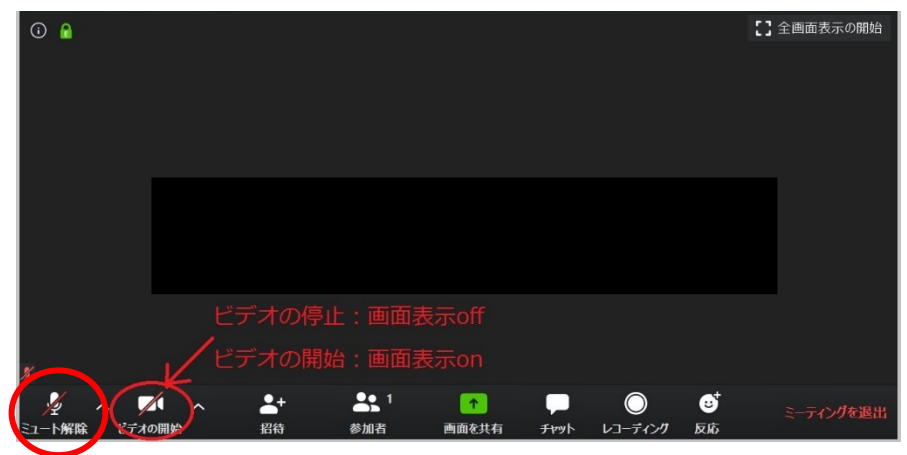 全画面表示の開始
ビデオの停止：画面表示off
ビデオの開始：画面表示on
ミュート解除 ビデオの開始 招待 参加者 1 画面を共有 チャット レコーディング 反応 ミーティングを退出